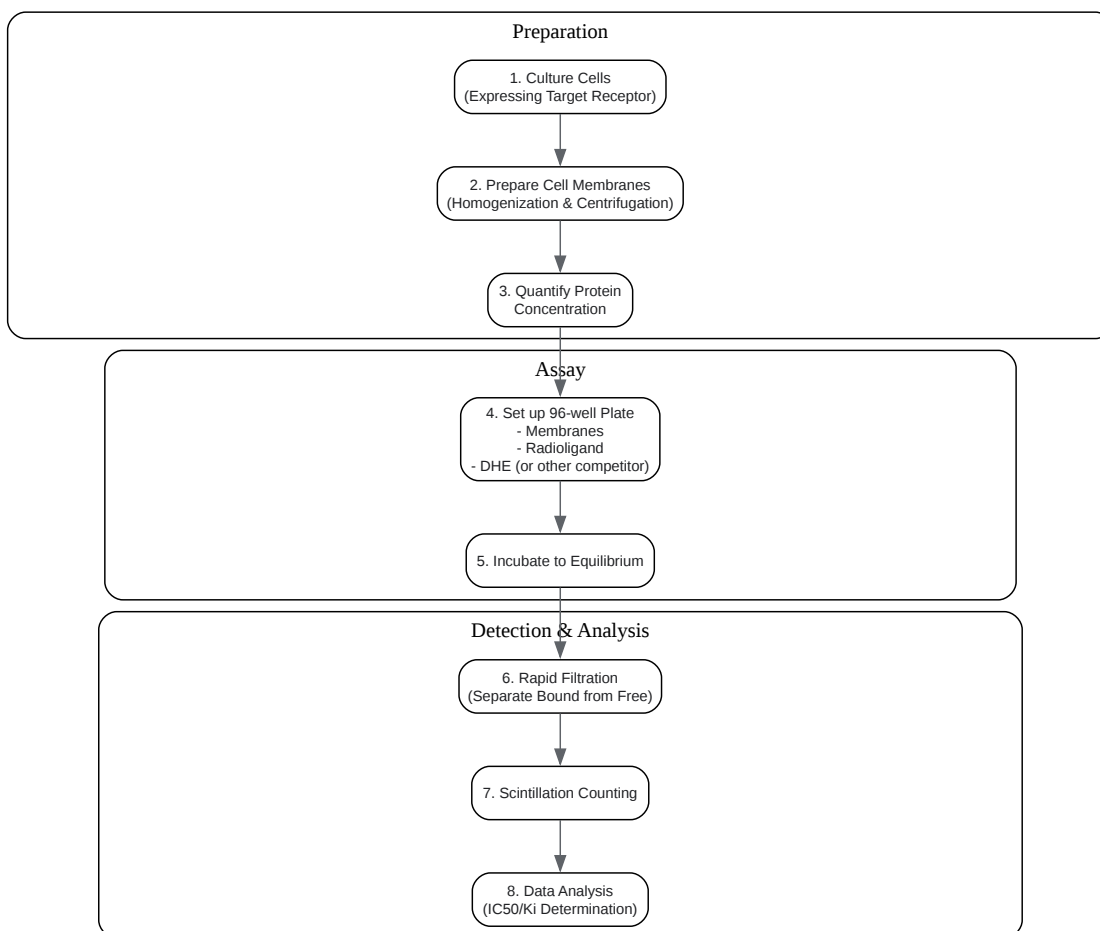 Preparation
1. Culture Cells
(Expressing Target Receptor)
2. Prepare Cell Membranes
(Homogenization & Centrifugation)
3. Quantify Protein
Concentration
Assay
4. Set up 96-well Plate
- Membranes
- Radioligand
- DHE (or other competitor)
5. Incubate to Equilibrium
Detection & Analysis
6. Rapid Filtration
(Separate Bound from Free)
7. Scintillation Counting
8. Data Analysis
(IC50/Ki Determination)